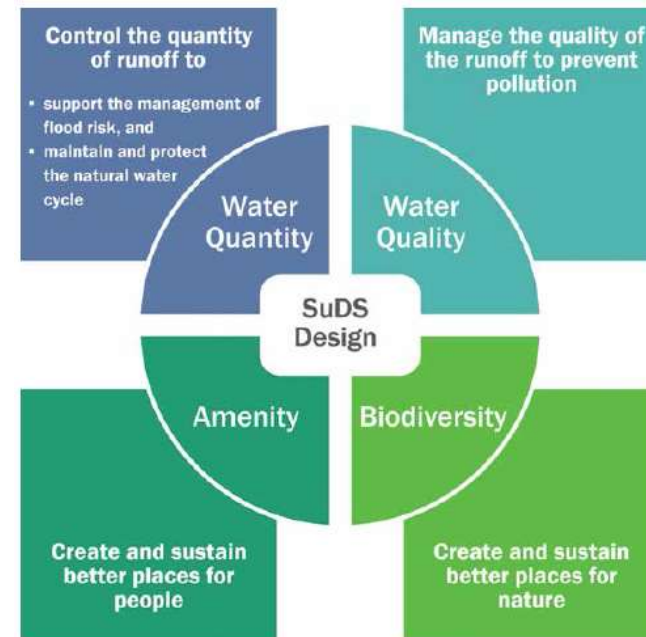 Control the quantity
of runoff to
• support the management of
flood risk, and
• maintain and protect
the natural water
cycle
Water
Quantity
Manage the quality of
the runoff to prevent
pollution
Water
Quality
SuDS
Design
Amenity
Create and sustain
better places for
people
Biodiversity
Create and sustain
better places for
nature